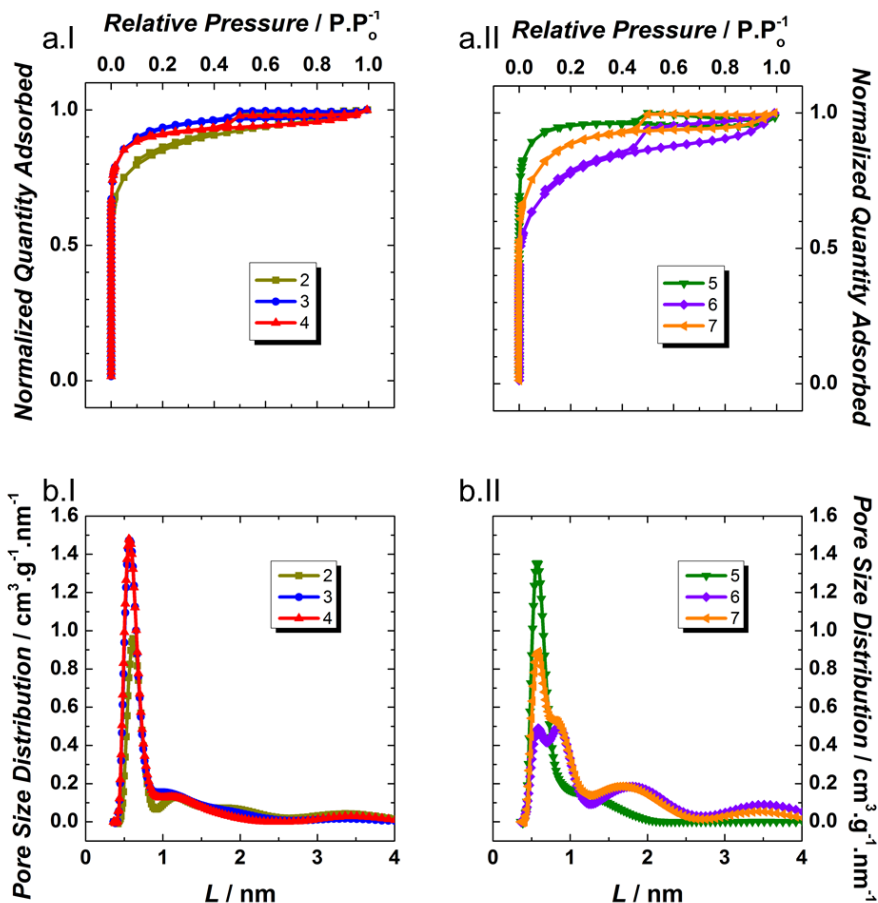 a.I
Relative Pressure / P.P₀⁻¹
0.0 0.2 0.4 0.6 0.8 1.0
Normalized Quantity Adsorbed
1.0
0.5
0.0
2
3
4
a.II
Relative Pressure / P.P₀⁻¹
0.0 0.2 0.4 0.6 0.8 1.0
1.0
0.5
0.0
Normalized Quantity Adsorbed
5
6
7
b.I
Pore Size Distribution / cm³.g⁻¹.nm⁻¹
1.6
1.4
1.2
1.0
0.8
0.6
0.4
0.2
0.0
2
3
4
0 1 2 3 4
L / nm
b.II
1.6
1.4
1.2
1.0
0.8
0.6
0.4
0.2
0.0
Pore Size Distribution / cm³.g⁻¹.nm⁻¹
5
6
7
0 1 2 3 4
L / nm